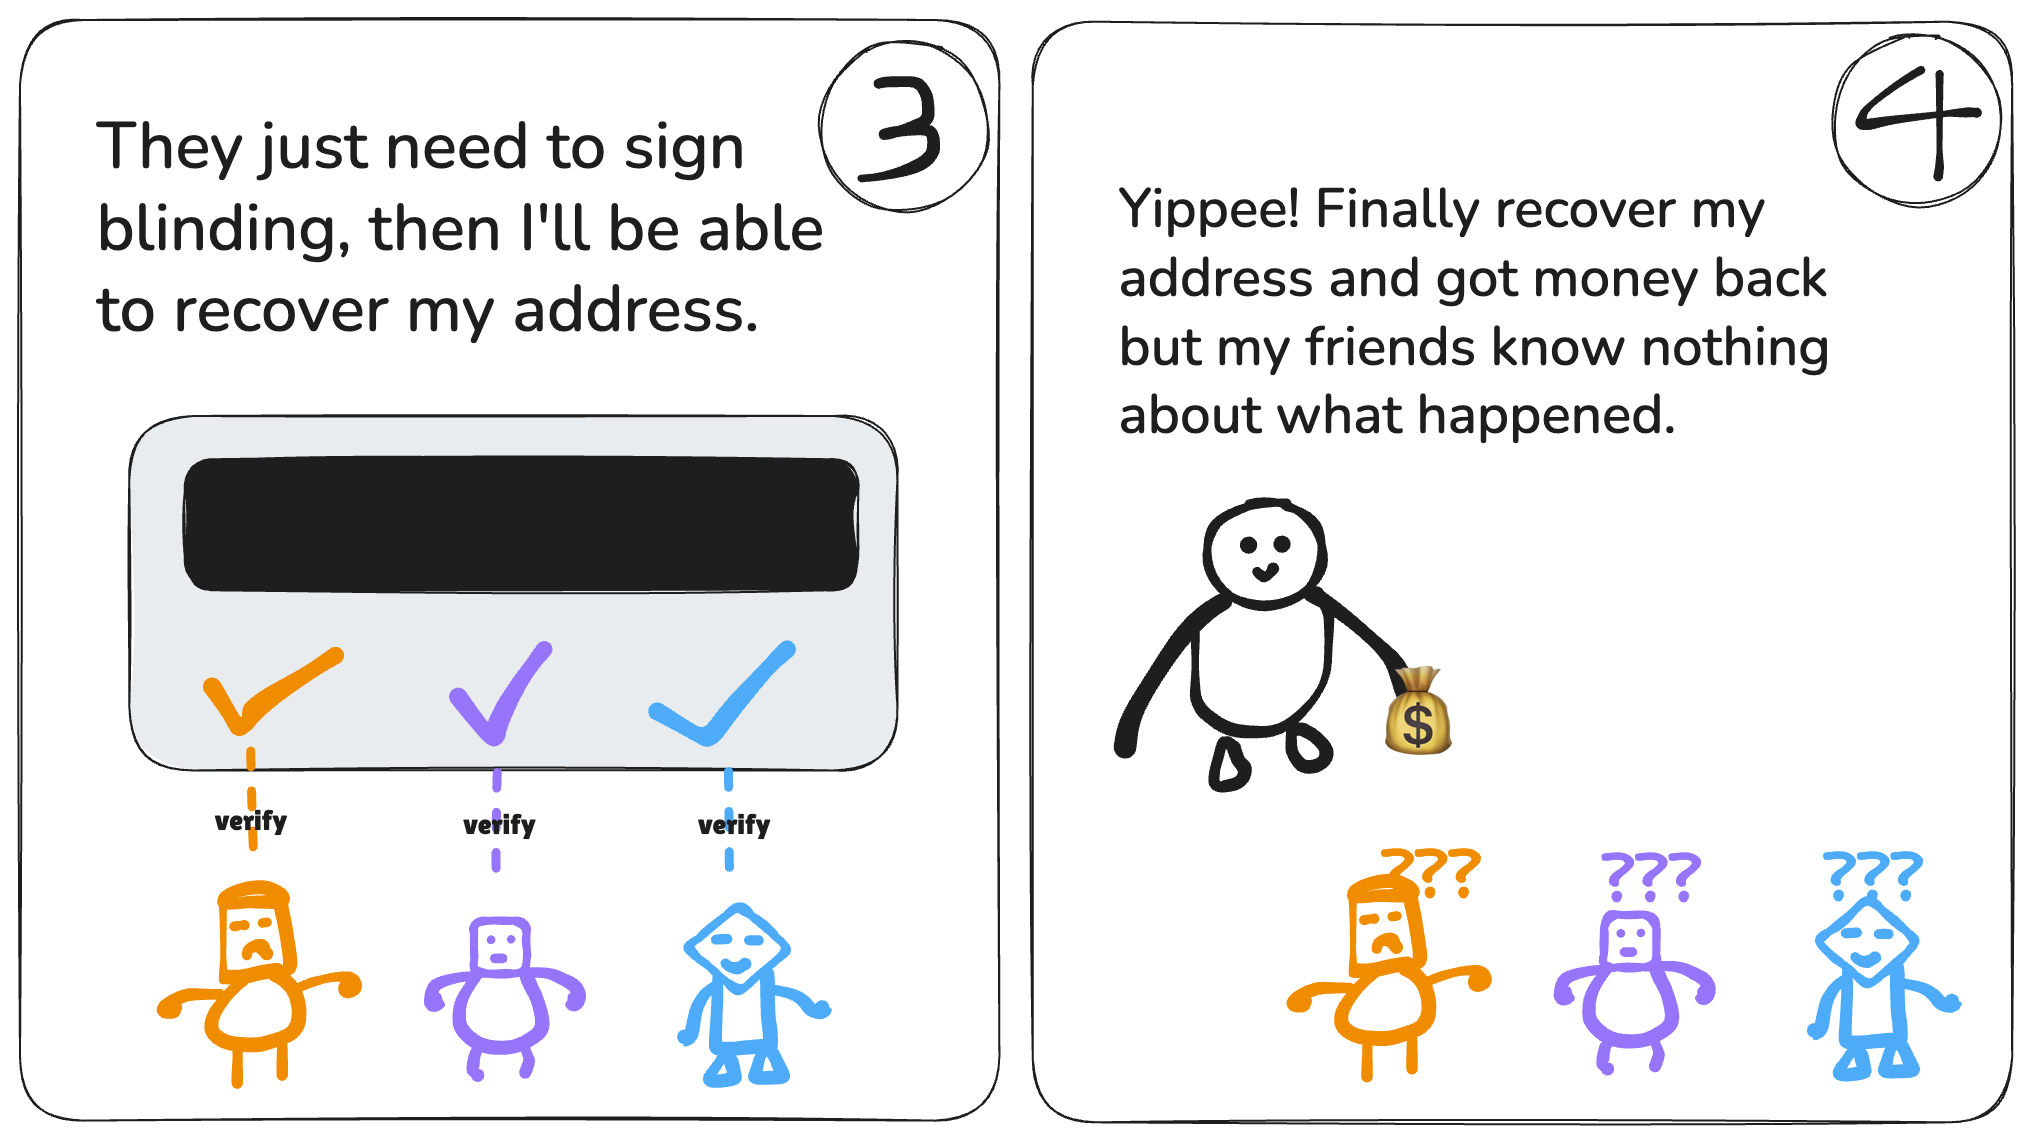 3
They just need to sign
blinding, then I'll be able
to recover my address.
verify
verify
verify
4
Yippee! Finally recover my
address and got money back
but my friends know nothing
about what happened.
$
???
???
???